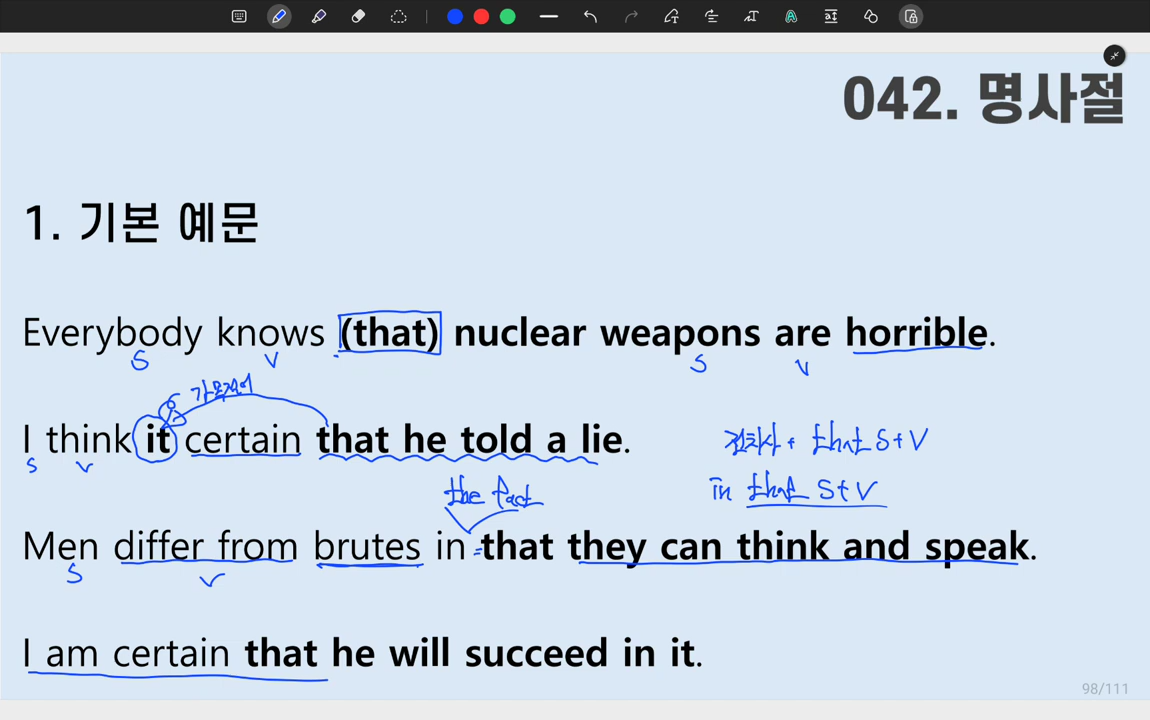 042. 명사절
1. 기본 예문
Everybody knows (that) nuclear weapons are horrible.
S V S V
가목적어
I think it certain that he told a lie.
S V
전치사 + that S+V
the fact
in that S+V
Men differ from brutes in that they can think and speak.
S V
I am certain that he will succeed in it.
98/111